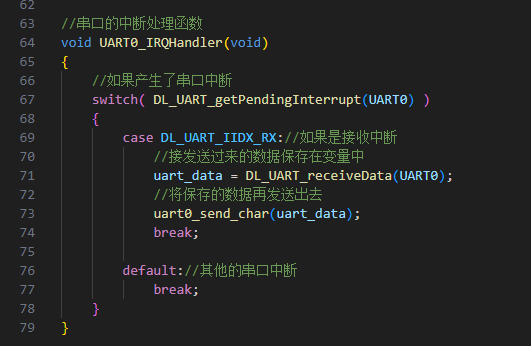 62
63 //串口的中断处理函数
64 void UART0_IRQHandler(void)
65 {
66     //如果产生了串口中断
67     switch( DL_UART_getPendingInterrupt(UART0) )
68     {
69         case DL_UART_IIDX_RX://如果是接收中断
70             //接发送过来的数据保存在变量中
71             uart_data = DL_UART_receiveData(UART0);
72             //将保存的数据再发送出去
73             uart0_send_char(uart_data);
74             break;
75
76         default://其他的串口中断
77             break;
78     }
79 }